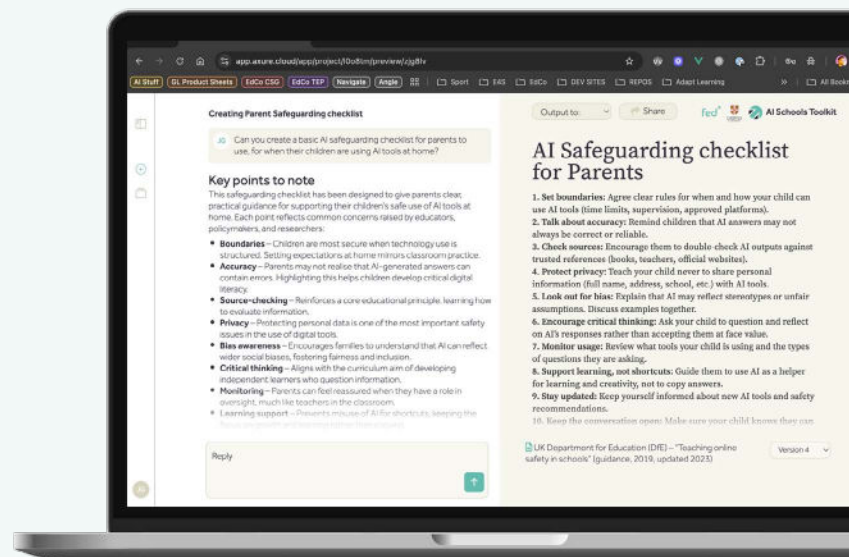 app.axure.cloud/app/project/l0o8tm/preview/zjg8lv
AI Stuff
GL Product Sheets
EdCo CSG
EdCo TEP
Navigate
Angle
Sport
E4S
EdCo
DEV SITES
REPOS
Adapt Learning
»
All Bookm
Creating Parent Safeguarding checklist
Can you create a basic AI safeguarding checklist for parents to
use, for when their children are using AI tools at home?
Key points to note
This safeguarding checklist has been designed to give parents clear,
practical guidance for supporting their children's safe use of AI tools at
home. Each point reflects common concerns raised by educators,
policymakers, and researchers:
• Boundaries – Children are most secure when technology use is
structured. Setting expectations at home mirrors classroom practice.
• Accuracy – Parents may not realise that AI-generated answers can
contain errors. Highlighting this helps children develop critical digital
literacy.
• Source-checking – Reinforces a core educational principle, learning how
to evaluate information.
• Privacy – Protecting personal data is one of the most important safety
issues in the use of digital tools.
• Bias awareness – Encourages families to understand that AI can reflect
wider social biases, fostering fairness and inclusion.
• Critical thinking – Aligns with the curriculum aim of developing
independent learners who question information.
• Monitoring – Parents can feel reassured when they have a role in
oversight, much like teachers in the classroom.
• Learning support – Prevents misuse of AI for shortcuts, keeping the
Reply
Output to:
Share
fed
AI Schools Toolkit
AI Safeguarding checklist
for Parents
1. Set boundaries: Agree clear rules for when and how your child can
use AI tools (time limits, supervision, approved platforms).
2. Talk about accuracy: Remind children that AI answers may not
always be correct or reliable.
3. Check sources: Encourage them to double-check AI outputs against
trusted references (books, teachers, official websites).
4. Protect privacy: Teach your child never to share personal
information (full name, address, school, etc.) with AI tools.
5. Look out for bias: Explain that AI may reflect stereotypes or unfair
assumptions. Discuss examples together.
6. Encourage critical thinking: Ask your child to question and reflect
on AI's responses rather than accepting them at face value.
7. Monitor usage: Review what tools your child is using and the types
of questions they are asking.
8. Support learning, not shortcuts: Guide them to use AI as a helper
for learning and creativity, not to copy answers.
9. Stay updated: Keep yourself informed about new AI tools and safety
recommendations.
10. Keep the conversation open: Make sure your child knows they can
UK Department for Education (DfE) – "Teaching online
safety in schools" (guidance, 2019, updated 2023)
Version 4